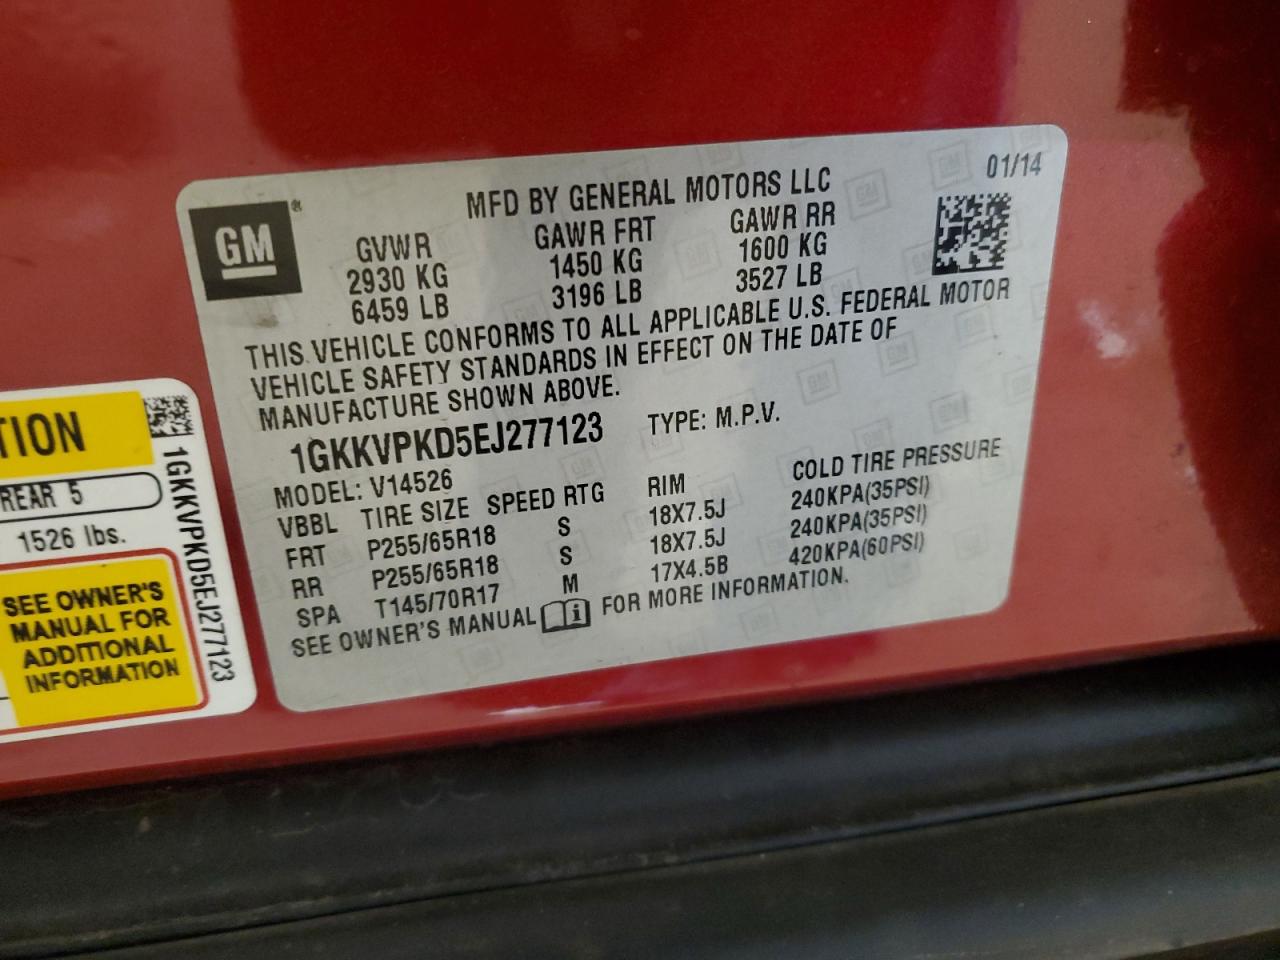 MFD BY GENERAL MOTORS LLC 01/14
GM®
GVWR GAWR FRT GAWR RR
2930 KG 1450 KG 1600 KG
6459 LB 3196 LB 3527 LB
THIS VEHICLE CONFORMS TO ALL APPLICABLE U.S. FEDERAL MOTOR
VEHICLE SAFETY STANDARDS IN EFFECT ON THE DATE OF
MANUFACTURE SHOWN ABOVE.
1GKKVPKD5EJ277123 TYPE: M.P.V.
MODEL: V14526
VBBL TIRE SIZE SPEED RTG RIM COLD TIRE PRESSURE
FRT P255/65R18 S 18X7.5J 240KPA(35PSI)
RR P255/65R18 S 18X7.5J 240KPA(35PSI)
SPA T145/70R17 M 17X4.5B 420KPA(60PSI)
SEE OWNER'S MANUAL i FOR MORE INFORMATION.
TION
REAR 5
1526 lbs.
SEE OWNER'S
MANUAL FOR
ADDITIONAL
INFORMATION
1GKKVPKD5EJ277123